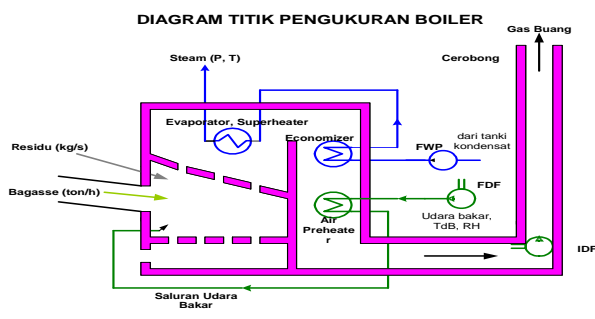 DIAGRAM TITIK PENGUKURAN BOILER
Gas Buang
Steam (P, T)
Cerobong
Evaporator, Superheater
Economizer
dari tanki
kondensat
FWP
Residu (kg/s)
Bagasse (ton/h)
FDF
Udara bakar,
TdB, RH
Air
Preheate
r
IDF
Saluran Udara
Bakar